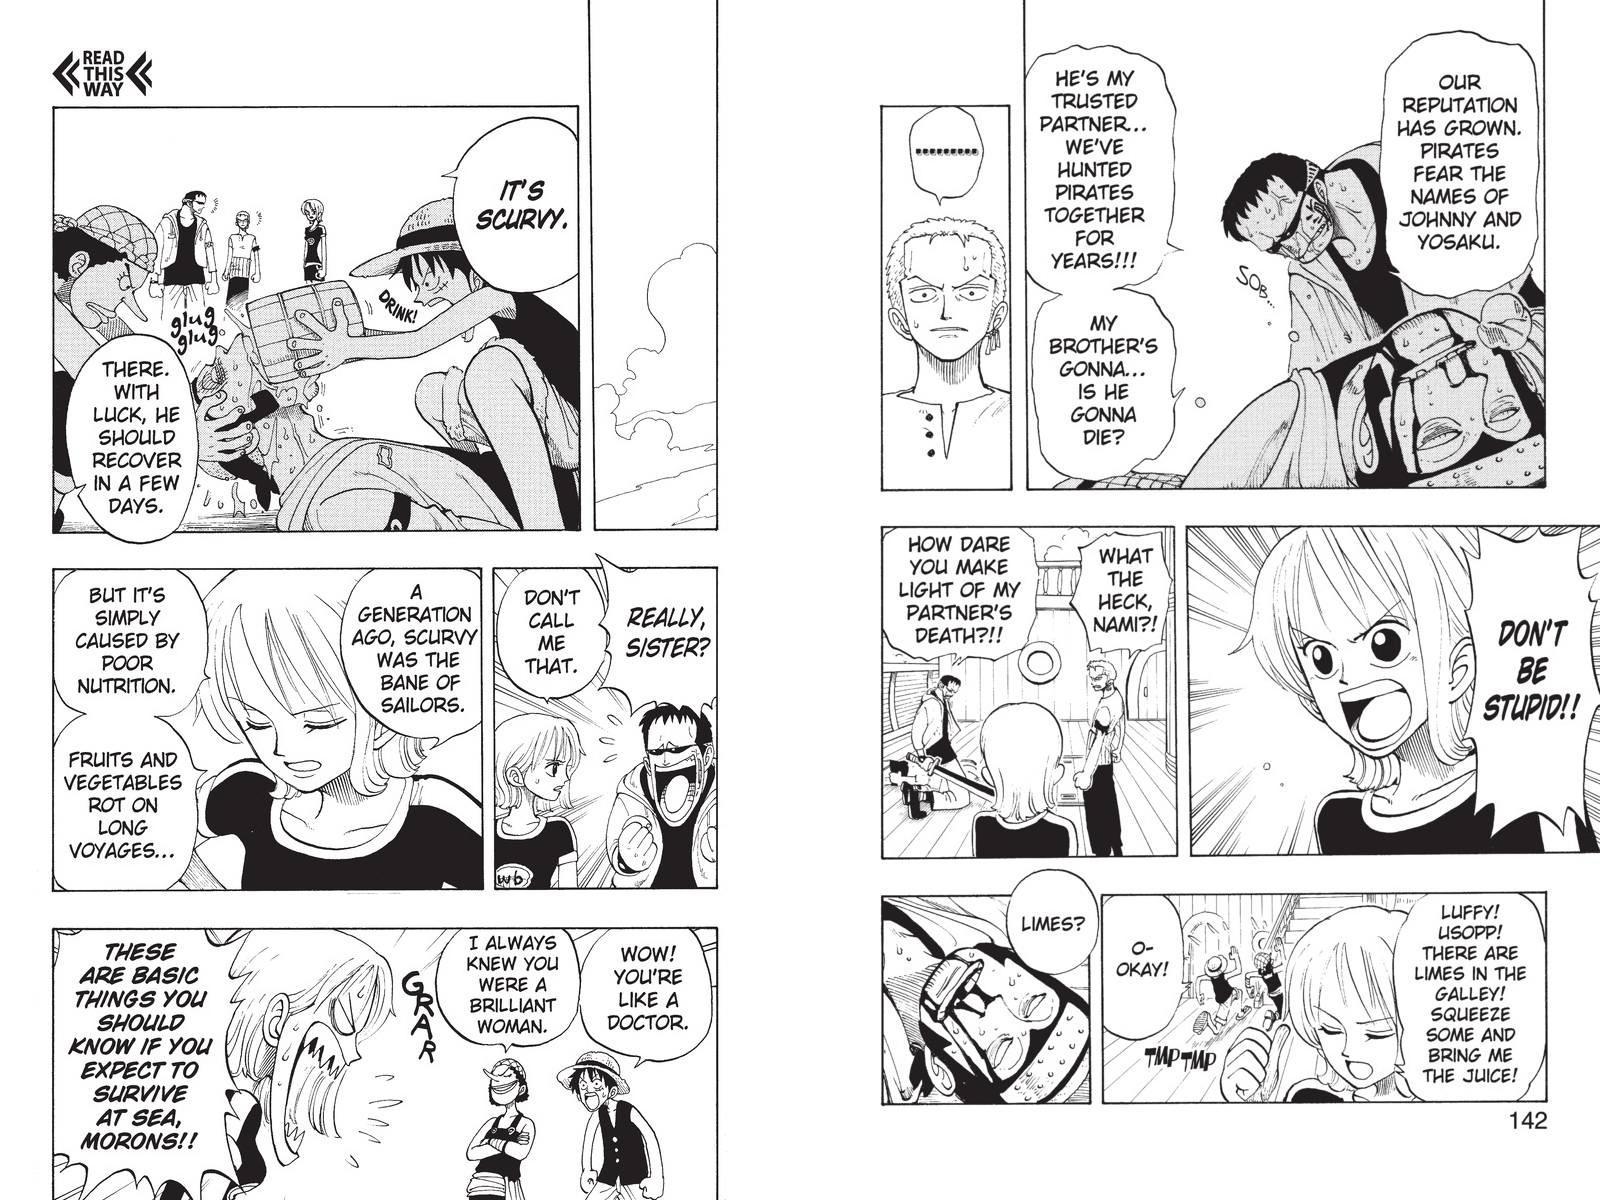 OUR
REPUTATION
HAS GROWN.
PIRATES
FEAR THE
NAMES OF
JOHNNY AND
YOSAKU.
SOB...
HE'S MY
TRUSTED
PARTNER...
WE'VE
HUNTED
PIRATES
TOGETHER
FOR
YEARS!!!
MY
BROTHER'S
GONNA...
IS HE
GONNA
DIE?
..........
DON'T
BE
STUPID!!
WHAT
THE
HECK,
NAMI?!
HOW DARE
YOU MAKE
LIGHT OF MY
PARTNER'S
DEATH?!!
LUFFY!
USOPP!
THERE ARE
LIMES IN THE
GALLEY!
SQUEEZE
SOME AND
BRING ME
THE JUICE!
O-
OKAY!
TMP TMP
LIMES?
142
READ
THIS
WAY
IT'S
SCURVY.
DRINK!
glug
glug
THERE.
WITH
LUCK, HE
SHOULD
RECOVER
IN A FEW
DAYS.
REALLY,
SISTER?
DON'T
CALL
ME
THAT.
wb
A
GENERATION
AGO, SCURVY
WAS THE
BANE OF
SAILORS.
BUT IT'S
SIMPLY
CAUSED BY
POOR
NUTRITION.
FRUITS AND
VEGETABLES
ROT ON
LONG
VOYAGES...
WOW!
YOU'RE
LIKE A
DOCTOR.
I ALWAYS
KNEW YOU
WERE A
BRILLIANT
WOMAN.
GRAR
THESE
ARE BASIC
THINGS YOU
SHOULD
KNOW IF YOU
EXPECT TO
SURVIVE
AT SEA,
MORONS!!